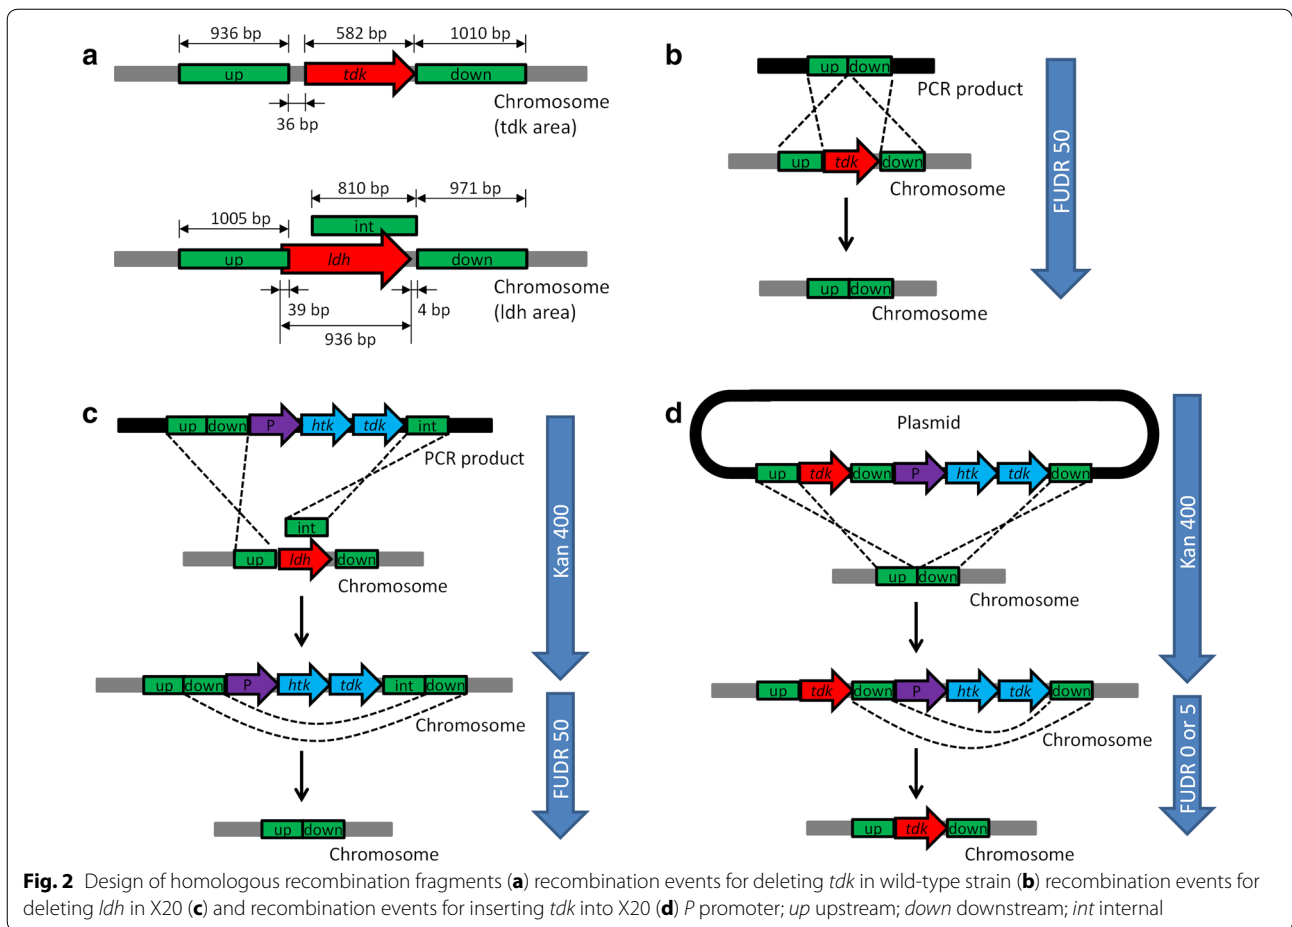 a
936 bp
582 bp
1010 bp
up
tdk
down
36 bp
Chromosome
(tdk area)
810 bp
971 bp
1005 bp
int
up
ldh
down
39 bp
4 bp
936 bp
Chromosome
(ldh area)
b
up
down
PCR product
up
tdk
down
Chromosome
up
down
Chromosome
FUDR 50
c
up
down
P
htk
tdk
int
PCR product
int
up
ldh
down
Chromosome
up
down
P
htk
tdk
int
down
Chromosome
up
down
Chromosome
Kan 400
FUDR 50
d
Plasmid
up
tdk
down
P
htk
tdk
down
up
down
Chromosome
up
tdk
down
P
htk
tdk
down
Chromosome
up
tdk
down
Chromosome
Kan 400
FUDR 0 or 5
Fig. 2 Design of homologous recombination fragments (a) recombination events for deleting tdk in wild-type strain (b) recombination events for
deleting ldh in X20 (c) and recombination events for inserting tdk into X20 (d) P promoter; up upstream; down downstream; int internal